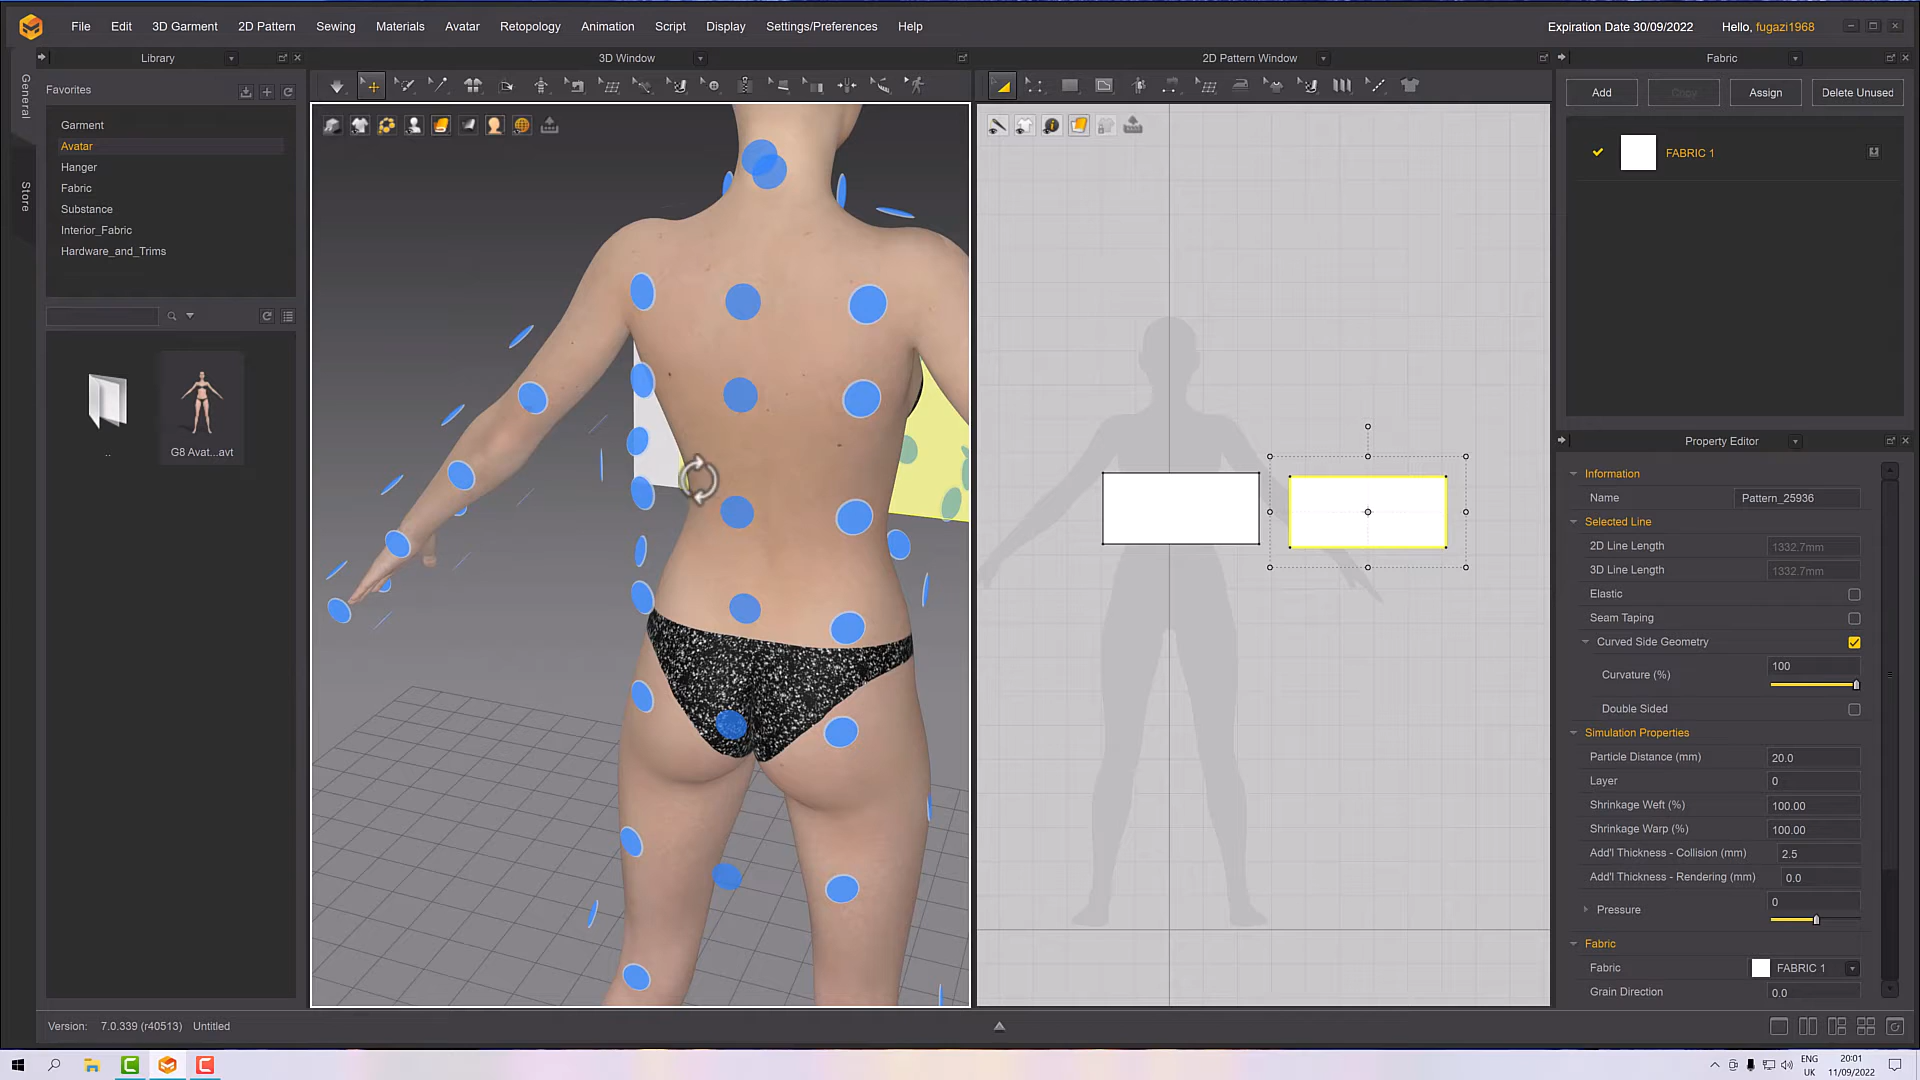 File Edit 3D Garment 2D Pattern Sewing Materials Avatar Retopology Animation Script Display Settings/Preferences Help Expiration Date 30/09/2022 Hello, fugazi1968
Library 3D Window 2D Pattern Window Fabric
General
Store
Favorites
Garment
Avatar
Hanger
Fabric
Substance
Interior_Fabric
Hardware_and_Trims
..
G8 Avat...avt
Add Copy Assign Delete Unused
FABRIC 1
Property Editor
Information
Name Pattern_25936
Selected Line
2D Line Length 1332.7mm
3D Line Length 1332.7mm
Elastic
Seam Taping
Curved Side Geometry
Curvature (%) 100
Double Sided
Simulation Properties
Particle Distance (mm) 20.0
Layer 0
Shrinkage Weft (%) 100.00
Shrinkage Warp (%) 100.00
Add'l Thickness - Collision (mm) 2.5
Add'l Thickness - Rendering (mm) 0.0
Pressure 0
Fabric
Fabric FABRIC 1
Grain Direction 0.0
Version: 7.0.339 (r40513) Untitled
ENG
UK
20:01
11/09/2022